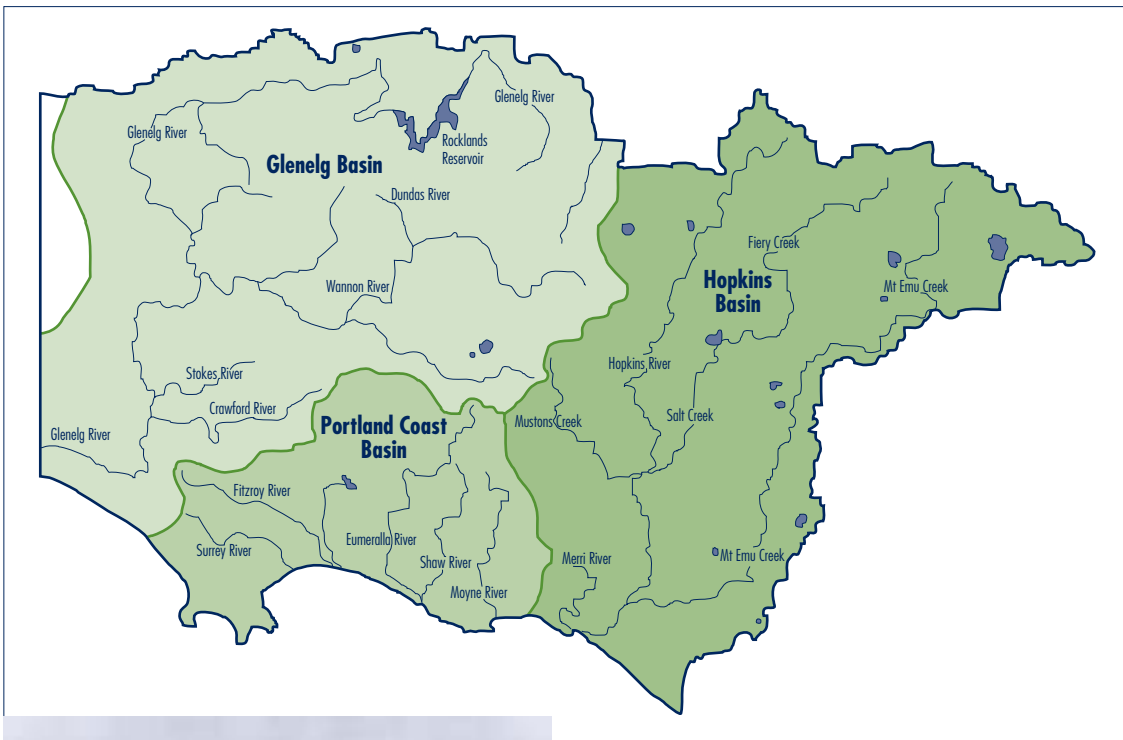 Glenelg River
Glenelg River
Rocklands
Reservoir
Glenelg Basin
Dundas River
Fiery Creek
Hopkins
Basin
Wannon River
Mt Emu Creek
Hopkins River
Stokes River
Crawford River
Salt Creek
Mustons Creek
Portland Coast
Basin
Glenelg River
Fitzroy River
Eumeralla River
Surrey River
Shaw River
Merri River
Mt Emu Creek
Moyne River